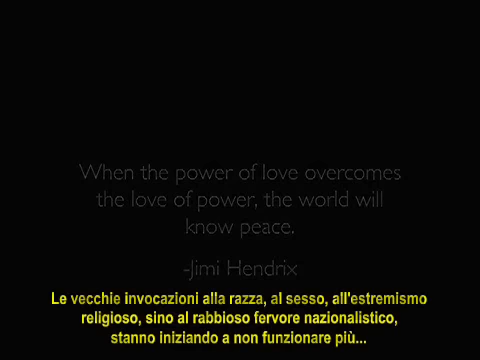 When the power of love overcomes
the love of power, the world will
know peace.
-Jimi Hendrix
Le vecchie invocazioni alla razza, al sesso, all'estremismo
religioso, sino al rabbioso fervore nazionalistico,
stanno iniziando a non funzionare più...